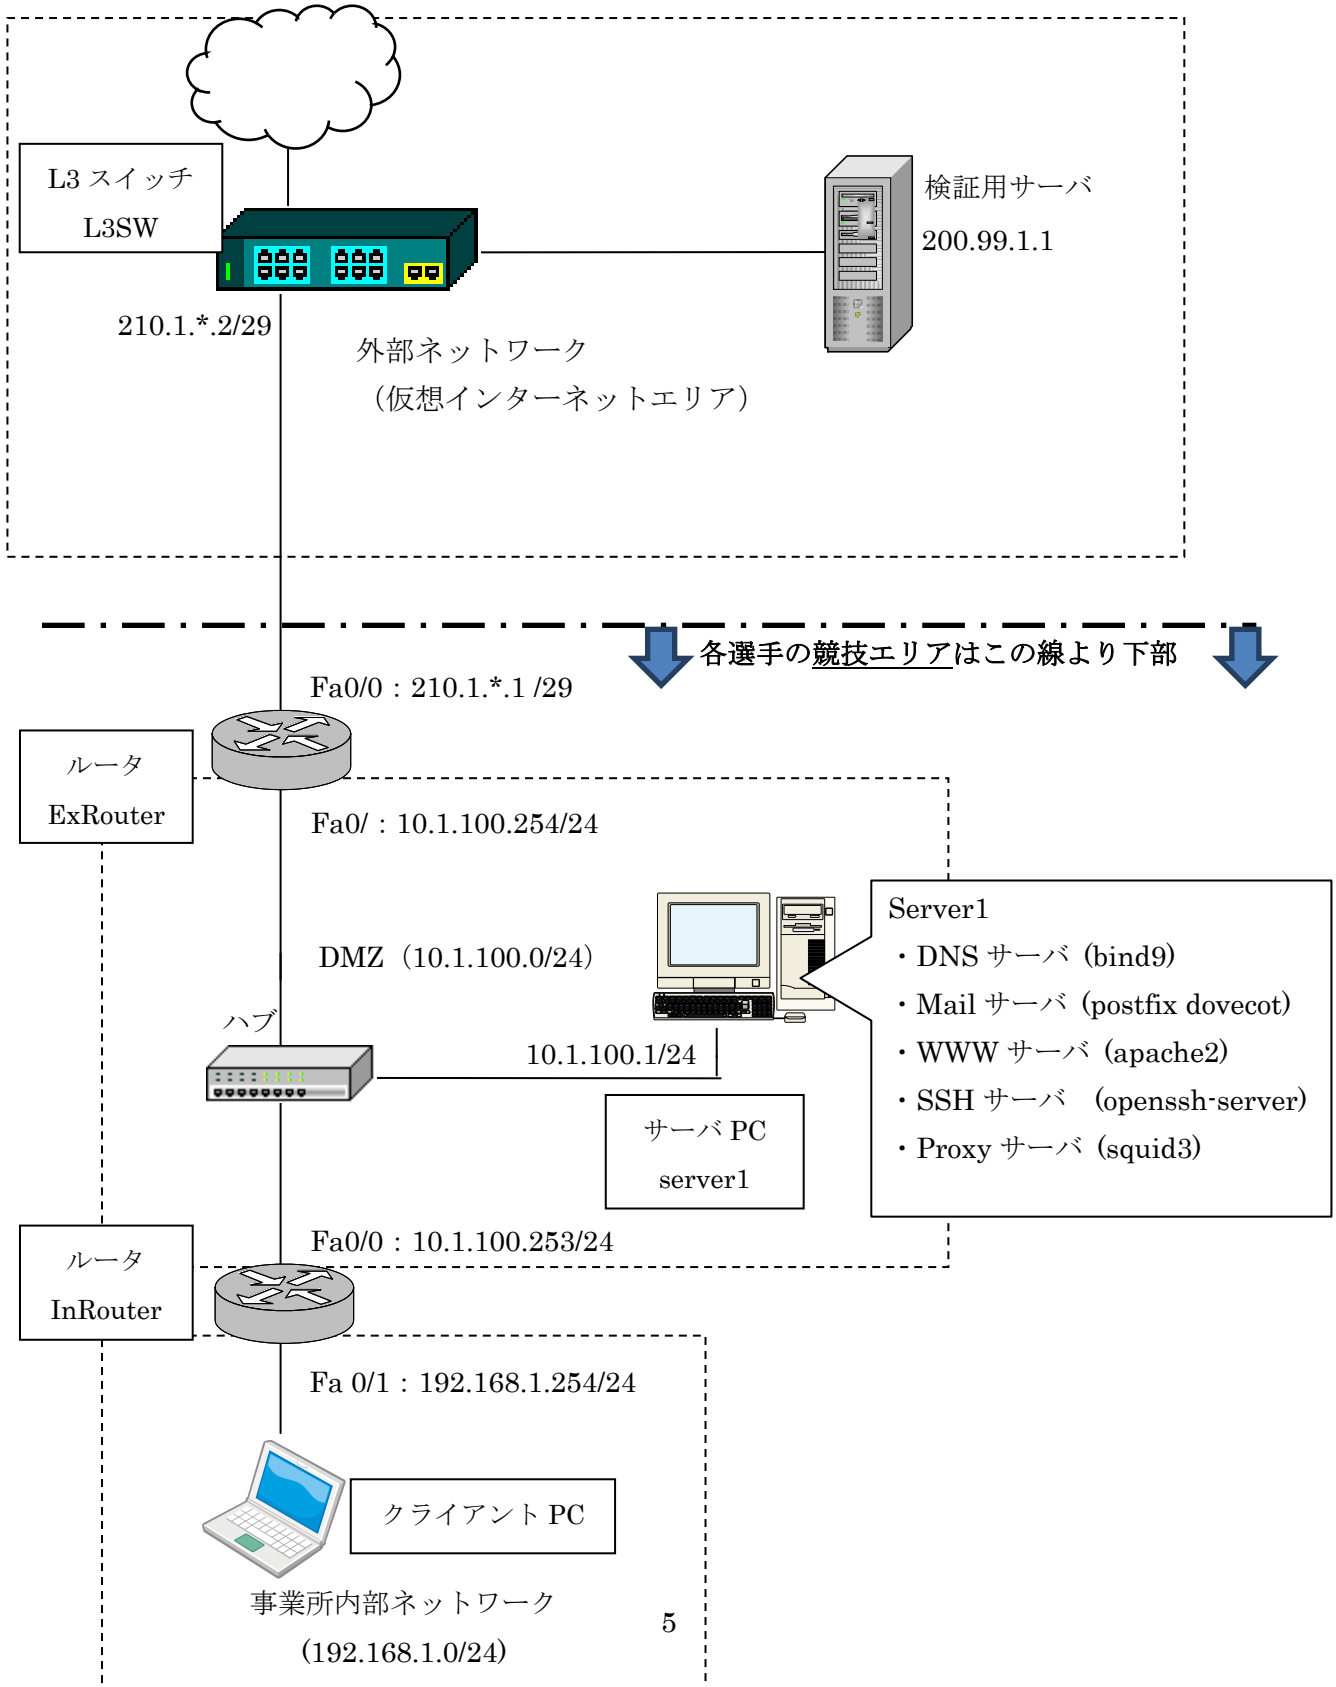 L3 スイッチ
L3SW
検証用サーバ
200.99.1.1
210.1.*.2/29
外部ネットワーク
（仮想インターネットエリア）
各選手の競技エリアはこの線より下部
Fa0/0：210.1.*.1 /29
ルータ
ExRouter
Fa0/：10.1.100.254/24
DMZ（10.1.100.0/24）
Server1
・DNS サーバ (bind9)
・Mail サーバ (postfix dovecot)
・WWW サーバ (apache2)
・SSH サーバ (openssh-server)
・Proxy サーバ (squid3)
ハブ
10.1.100.1/24
サーバ PC
server1
Fa0/0：10.1.100.253/24
ルータ
InRouter
Fa 0/1：192.168.1.254/24
クライアント PC
事業所内部ネットワーク
(192.168.1.0/24)
5